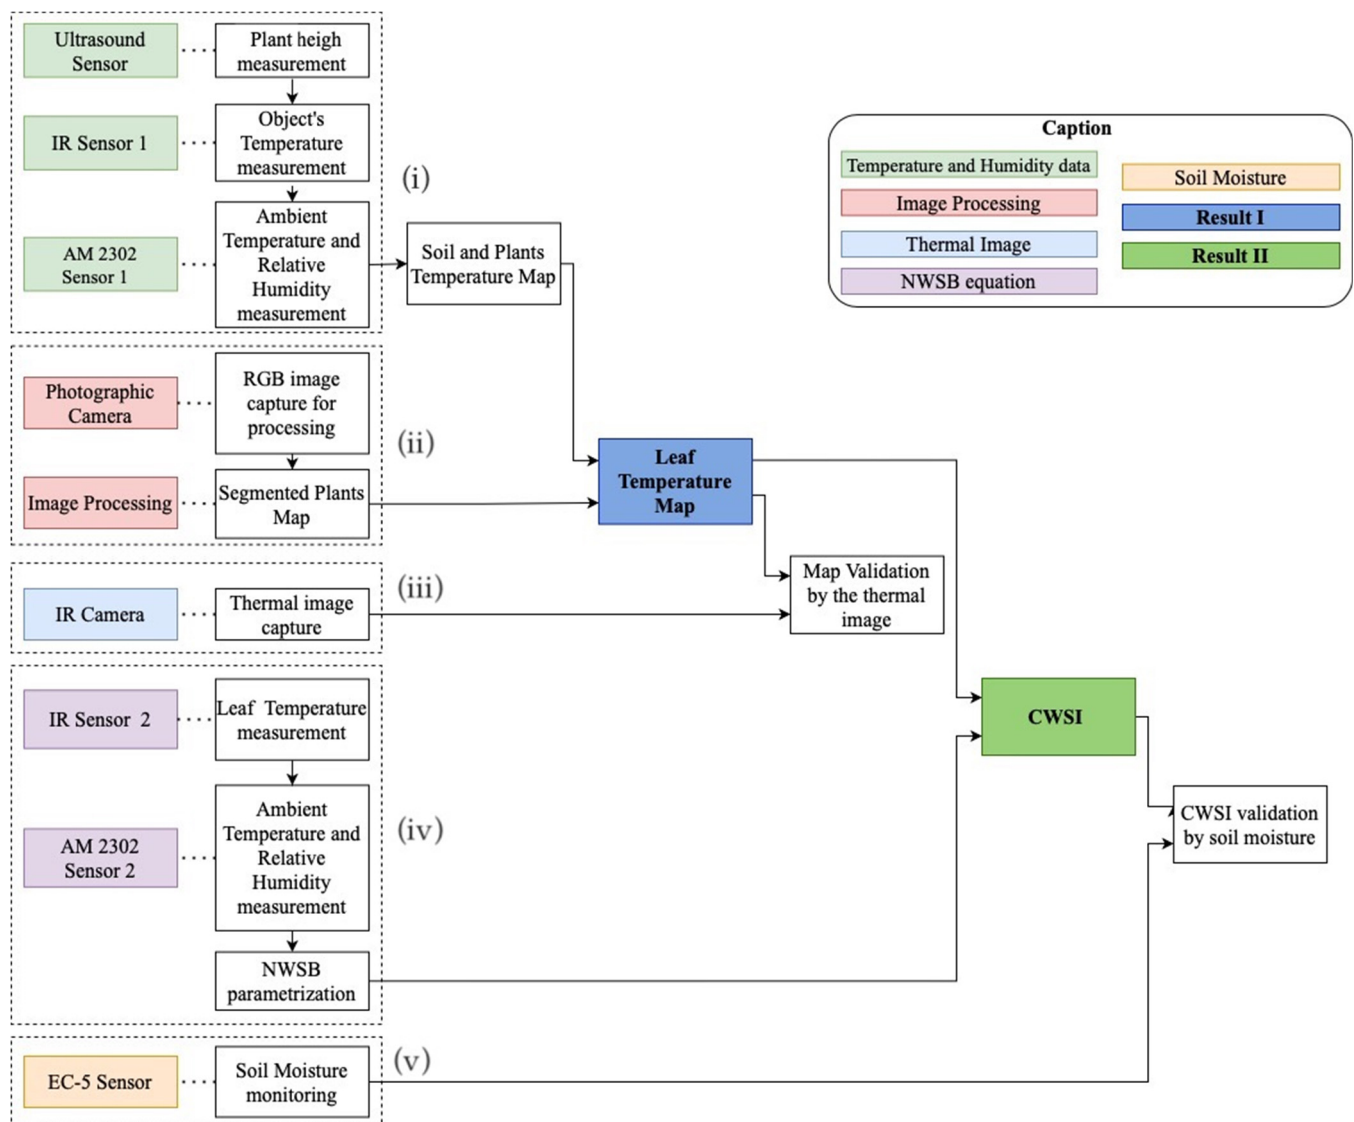 Ultrasound
Sensor
Plant heigh
measurement
IR Sensor 1
Object's
Temperature
measurement
AM 2302
Sensor 1
Ambient
Temperature and
Relative
Humidity
measurement
(i)
Soil and Plants
Temperature Map
Caption
Temperature and Humidity data
Image Processing
Thermal Image
NWSB equation
Soil Moisture
Result I
Result II
Photographic
Camera
RGB image
capture for
processing
(ii)
Image Processing
Segmented Plants
Map
Leaf
Temperature
Map
(iii)
IR Camera
Thermal image
capture
Map Validation
by the thermal
image
IR Sensor 2
Leaf Temperature
measurement
AM 2302
Sensor 2
Ambient
Temperature and
Relative
Humidity
measurement
(iv)
NWSB
parametrization
CWSI
CWSI validation
by soil moisture
(v)
EC-5 Sensor
Soil Moisture
monitoring